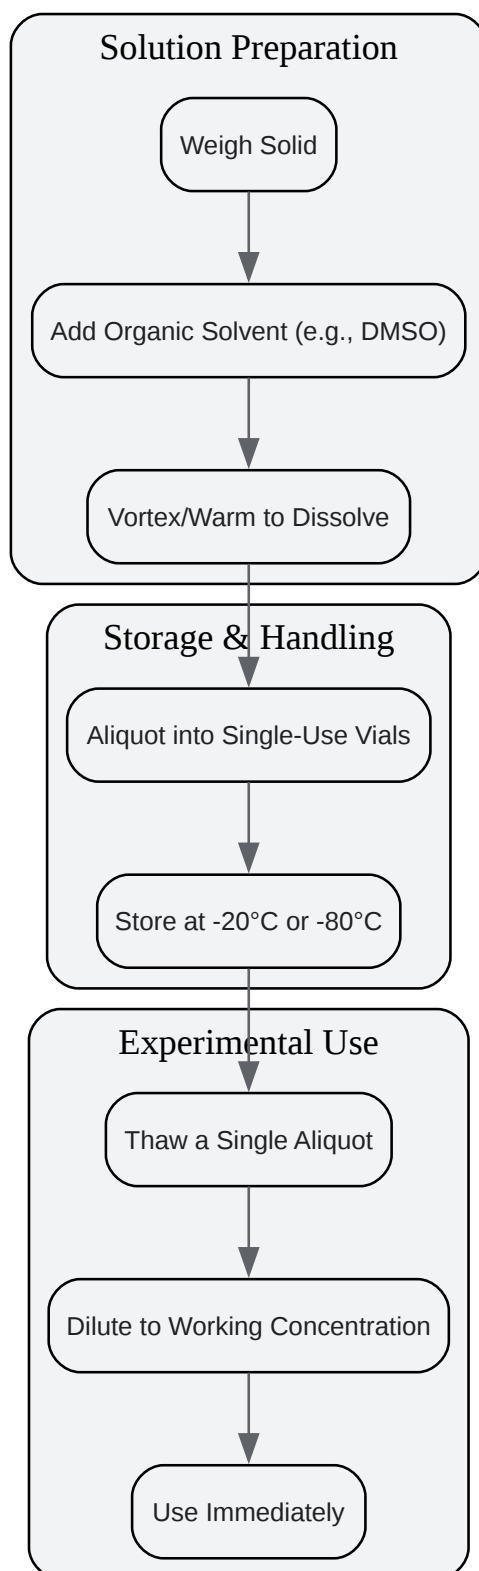 Solution Preparation
Weigh Solid
Add Organic Solvent (e.g., DMSO)
Vortex/Warm to Dissolve
Storage & Handling
Aliquot into Single-Use Vials
Store at -20°C or -80°C
Experimental Use
Thaw a Single Aliquot
Dilute to Working Concentration
Use Immediately